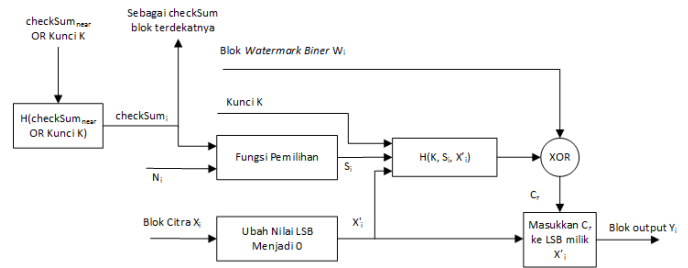 checkSumnear
OR Kunci K
Sebagai checkSum
blok terdekatnya
Blok Watermark Biner Wi
Kunci K
H(checkSumnear
OR Kunci K)
checkSumi
Fungsi Pemilihan
Si
Ni
H(K, Si, X'i)
XOR
Cr
Blok Citra Xi
Ubah Nilai LSB
Menjadi 0
X'i
Masukkan Cr
ke LSB milik
X'i
Blok output Yi